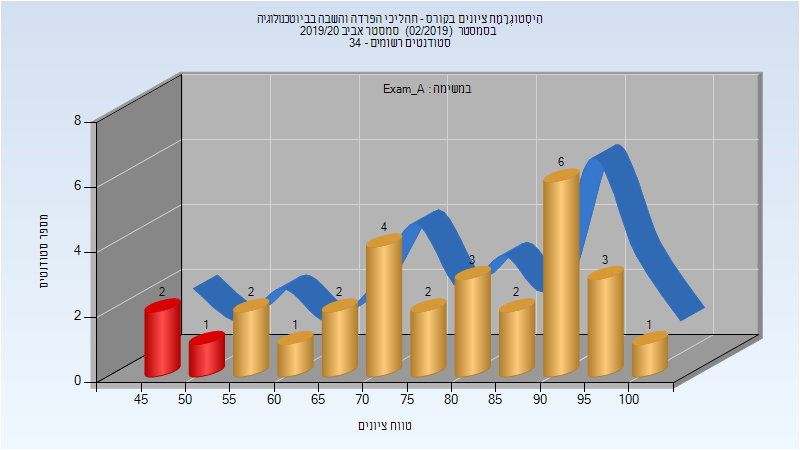 היסטוגרמת ציונים בקורס - תהליכי הפרדה והשבה בביוטכנולוגיה
בסמסטר (02/2019) סמסטר אביב 2019/20
סטודנטים רשומים - 34
במשימה : Exam_A
מספר סטודנטים
8
6
4
2
0
2
1
2
1
2
4
2
3
2
6
3
1
45 50 55 60 65 70 75 80 85 90 95 100
טווח ציונים